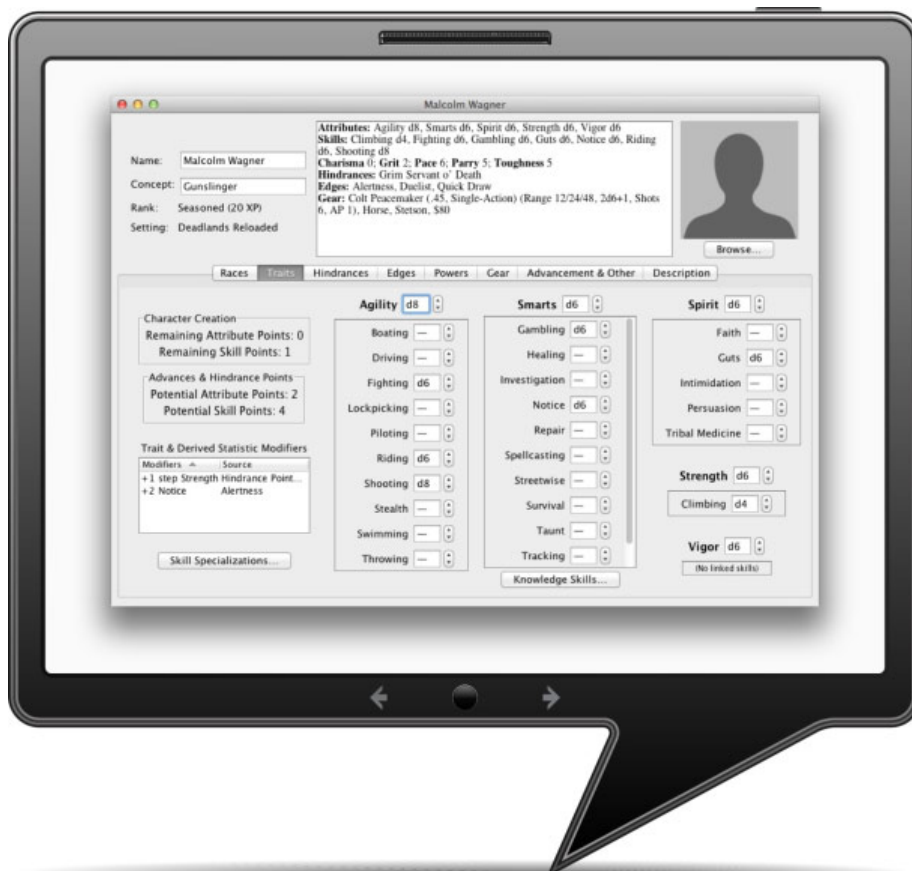 Malcolm Wagner
Name: Malcolm Wagner
Concept: Gunslinger
Rank: Seasoned (20 XP)
Setting: Deadlands Reloaded
Attributes: Agility d8, Smarts d6, Spirit d6, Strength d6, Vigor d6
Skills: Climbing d4, Fighting d6, Gambling d6, Guts d6, Notice d6, Riding
d6, Shooting d8
Charisma 0; Grit 2; Pace 6; Parry 5; Toughness 5
Hindrances: Grim Servant o' Death
Edges: Alertness, Duelist, Quick Draw
Gear: Colt Peacemaker (.45, Single-Action) (Range 12/24/48, 2d6+1, Shots
6, AP 1), Horse, Stetson, $80
Browse...
Races Traits Hindrances Edges Powers Gear Advancement & Other Description
Character Creation
Remaining Attribute Points: 0
Remaining Skill Points: 1
Advances & Hindrance Points
Potential Attribute Points: 2
Potential Skill Points: 4
Trait & Derived Statistic Modifiers
Modifiers Source
+1 step Strength Hindrance Point...
+2 Notice Alertness
Skill Specializations...
Agility d8
Boating —
Driving —
Fighting d6
Lockpicking —
Piloting —
Riding d6
Shooting d8
Stealth —
Swimming —
Throwing —
Smarts d6
Gambling d6
Healing —
Investigation —
Notice d6
Repair —
Spellcasting —
Streetwise —
Survival —
Taunt —
Tracking —
Knowledge Skills...
Spirit d6
Faith —
Guts d6
Intimidation —
Persuasion —
Tribal Medicine —
Strength d6
Climbing d4
Vigor d6
(No linked skills)